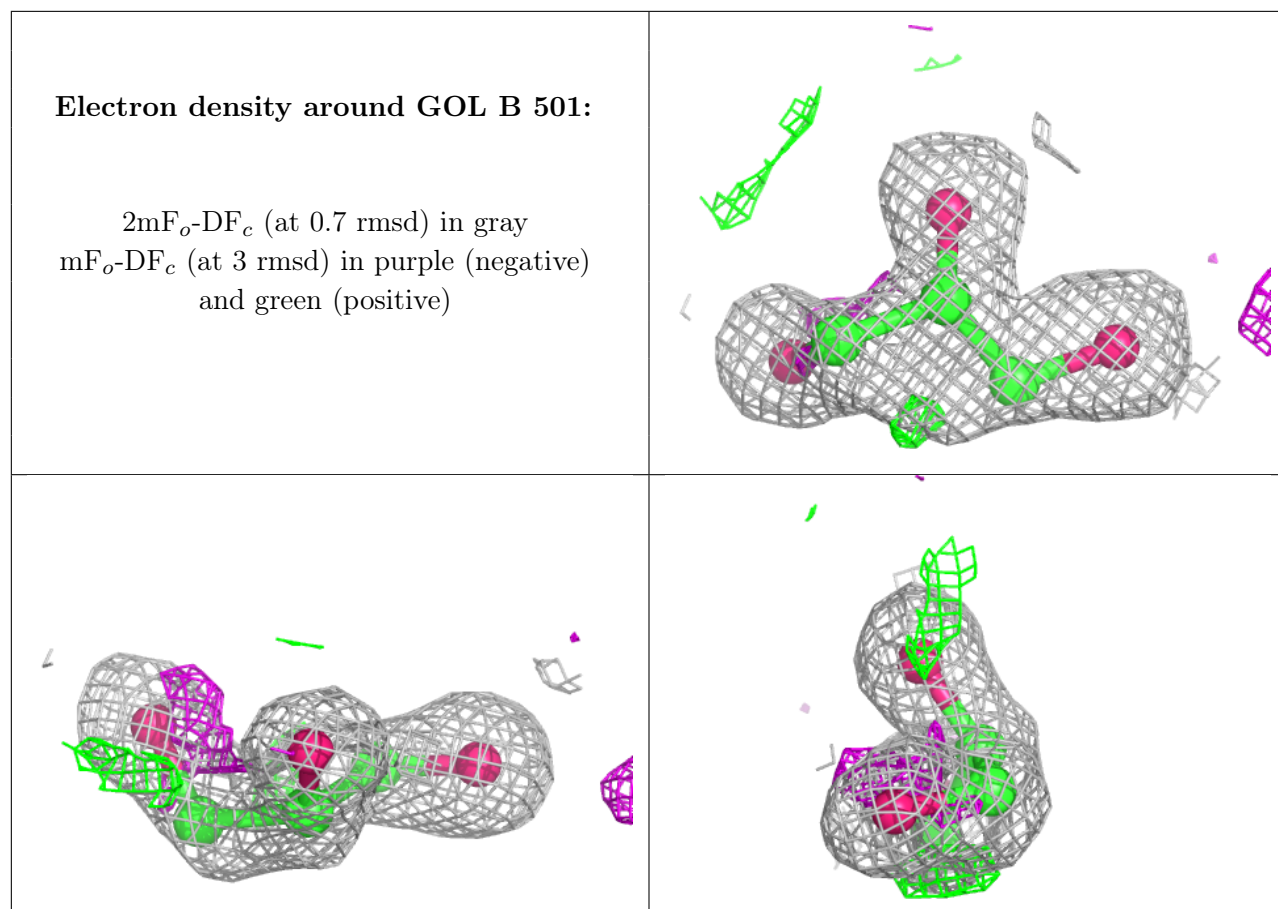 Electron density around GOL B 501:
2mFo-DFc (at 0.7 rmsd) in gray
mFo-DFc (at 3 rmsd) in purple (negative)
and green (positive)